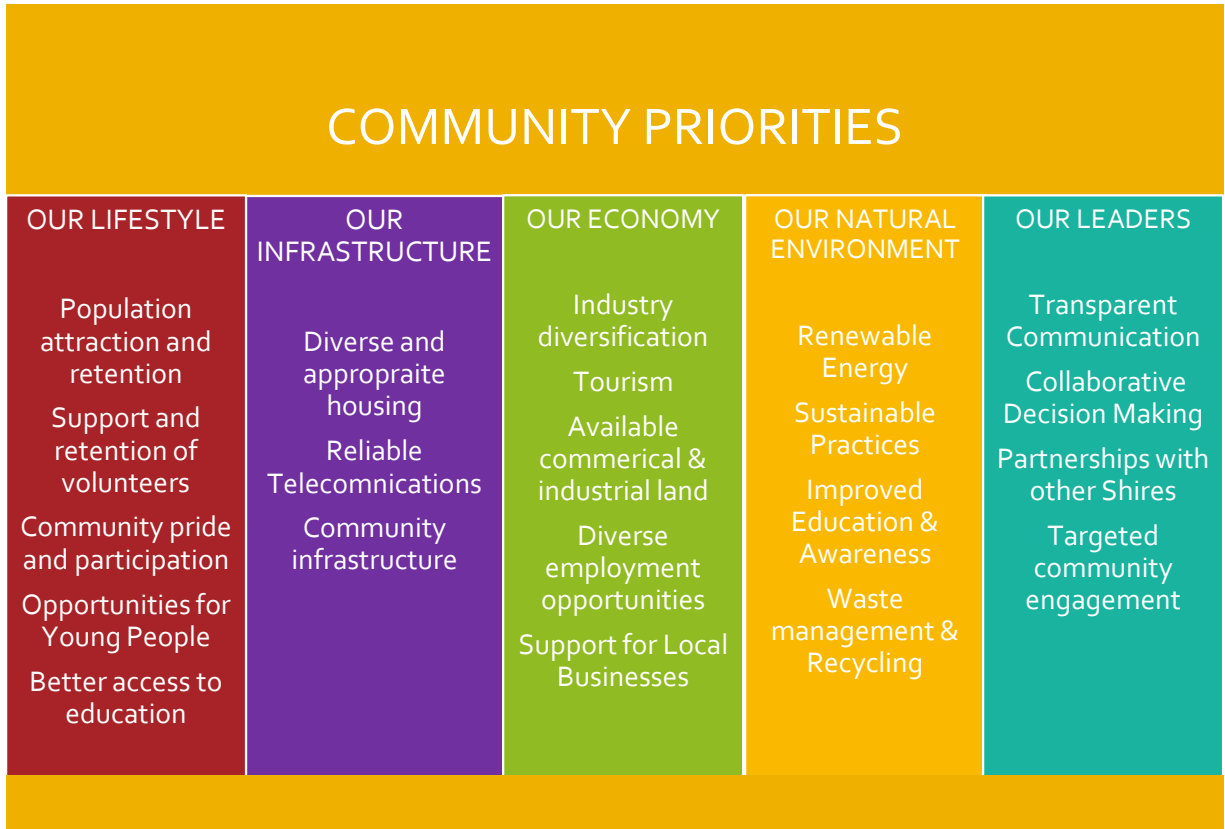 COMMUNITY PRIORITIES
OUR LIFESTYLE
Population
attraction and
retention
Support and
retention of
volunteers
Community pride
and participation
Opportunities for
Young People
Better access to
education
OUR
INFRASTRUCTURE
Diverse and
appropraite
housing
Reliable
Telecomnications
Community
infrastructure
OUR ECONOMY
Industry
diversification
Tourism
Available
commerical &
industrial land
Diverse
employment
opportunities
Support for Local
Businesses
OUR NATURAL
ENVIRONMENT
Renewable
Energy
Sustainable
Practices
Improved
Education &
Awareness
Waste
management &
Recycling
OUR LEADERS
Transparent
Communication
Collaborative
Decision Making
Partnerships with
other Shires
Targeted
community
engagement